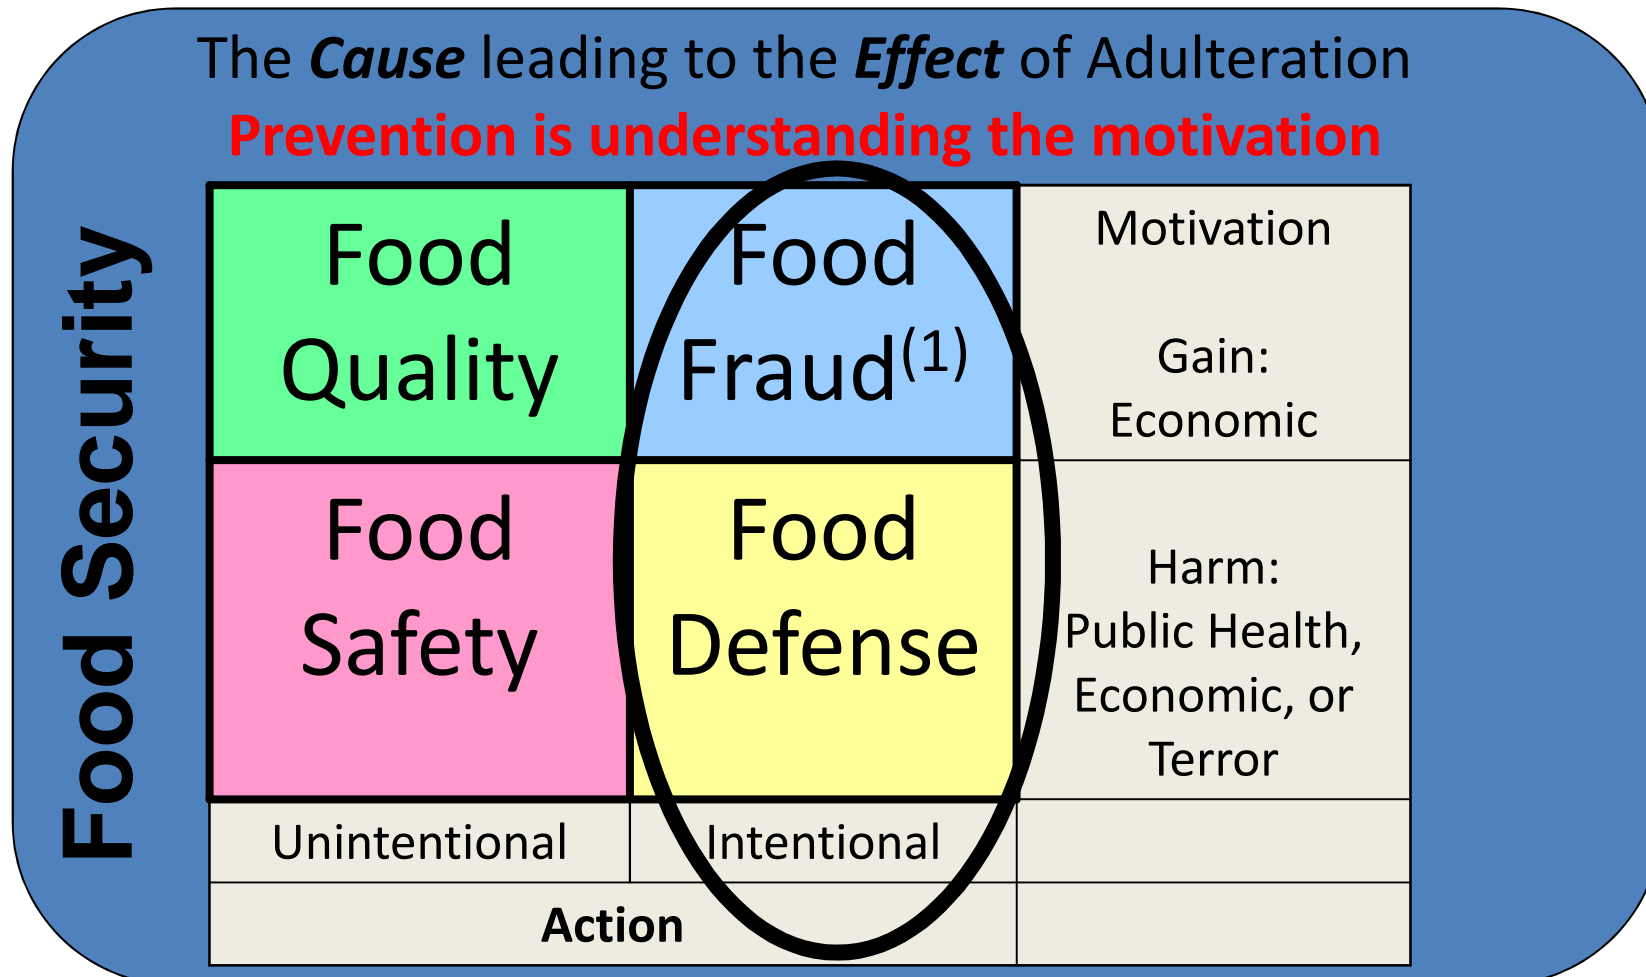 The Cause leading to the Effect of Adulteration
Prevention is understanding the motivation
Food Security
Food
Quality
Food
Fraud(1)
Motivation
Gain:
Economic
Food
Safety
Food
Defense
Harm:
Public Health,
Economic, or
Terror
Unintentional
Intentional
Action